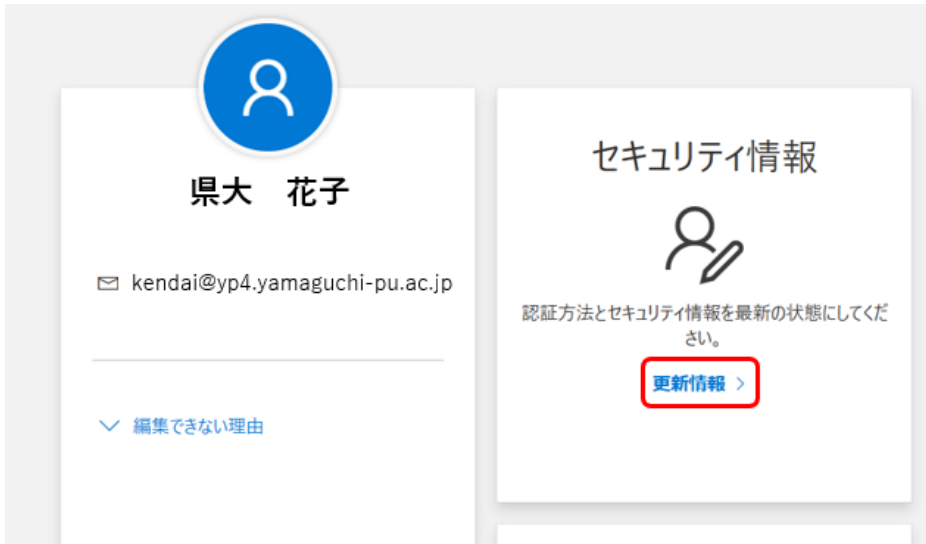 県大　花子
kendai@yp4.yamaguchi-pu.ac.jp
編集できない理由
セキュリティ情報
認証方法とセキュリティ情報を最新の状態にしてくだ
さい。
更新情報